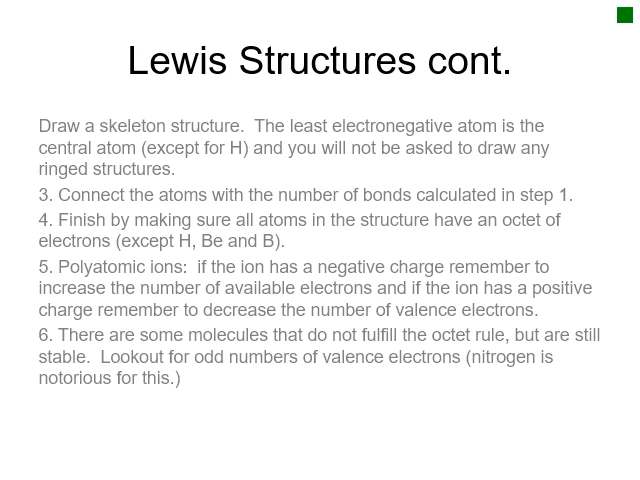 Lewis Structures cont.
Draw a skeleton structure.  The least electronegative atom is the
central atom (except for H) and you will not be asked to draw any
ringed structures.
3. Connect the atoms with the number of bonds calculated in step 1.
4. Finish by making sure all atoms in the structure have an octet of
electrons (except H, Be and B).
5. Polyatomic ions:  if the ion has a negative charge remember to
increase the number of available electrons and if the ion has a positive
charge remember to decrease the number of valence electrons.
6. There are some molecules that do not fulfill the octet rule, but are still
stable.  Lookout for odd numbers of valence electrons (nitrogen is
notorious for this.)